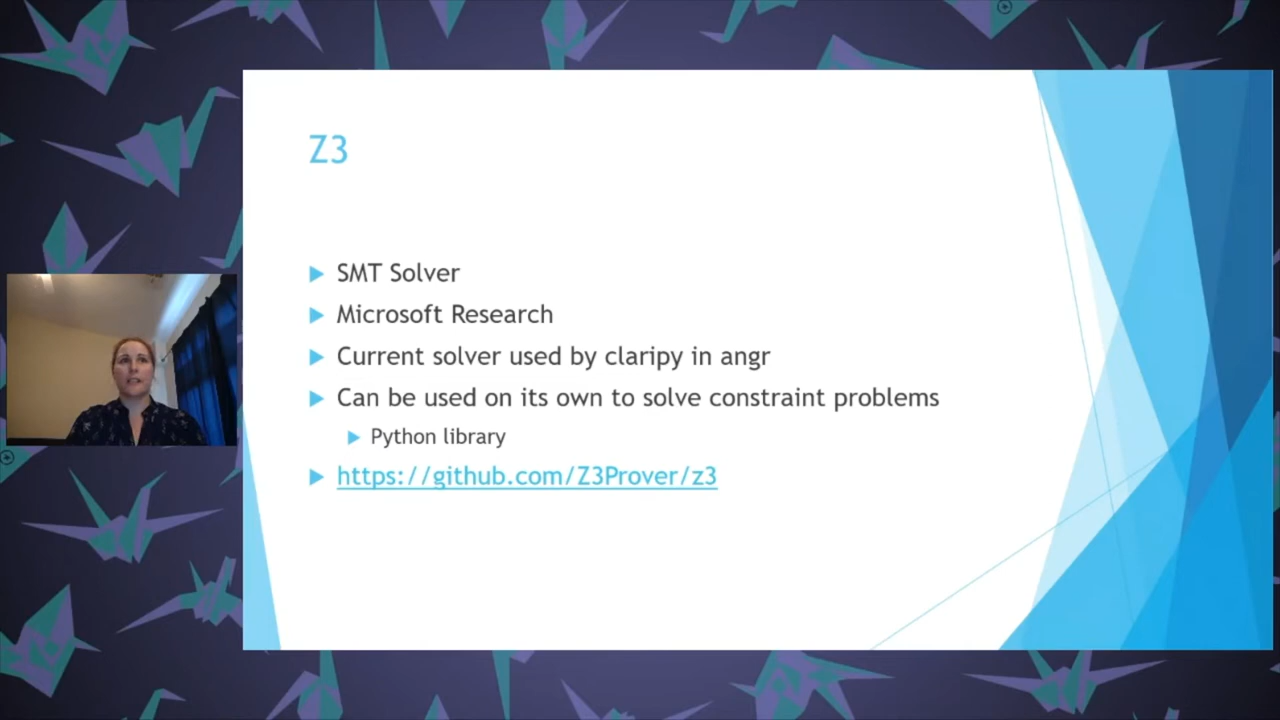 Z3
SMT Solver
Microsoft Research
Current solver used by claripy in angr
Can be used on its own to solve constraint problems
Python library
https://github.com/Z3Prover/z3